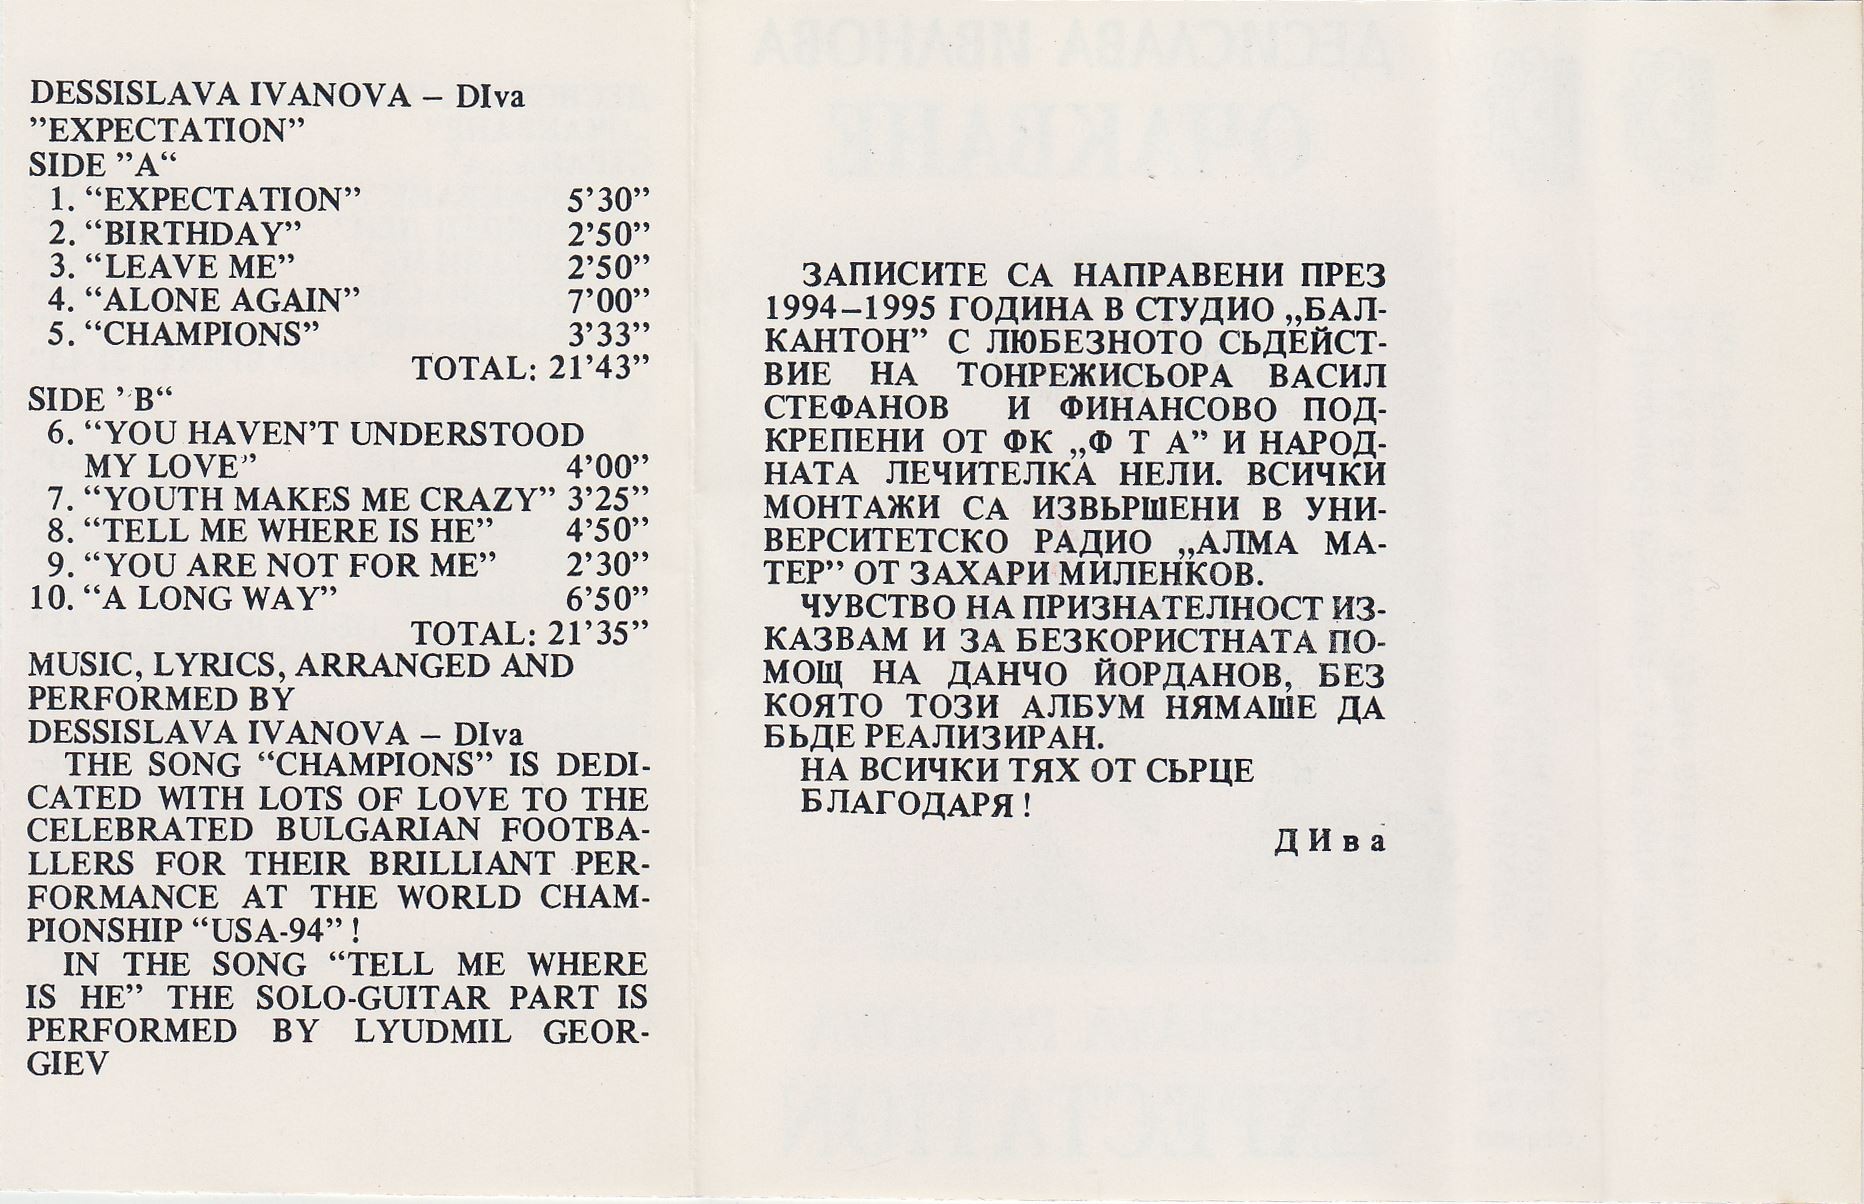 DESSISLAVA IVANOVA – DIva
”EXPECTATION”
SIDE ”A“
1. “EXPECTATION” 5’30”
2. “BIRTHDAY” 2’50”
3. “LEAVE ME” 2’50”
4. “ALONE AGAIN” 7’00”
5. “CHAMPIONS” 3’33”
TOTAL: 21’43”
SIDE ”B“
6. “YOU HAVEN’T UNDERSTOOD
MY LOVE” 4’00”
7. “YOUTH MAKES ME CRAZY” 3’25”
8. “TELL ME WHERE IS HE” 4’50”
9. “YOU ARE NOT FOR ME” 2’30”
10. “A LONG WAY” 6’50”
TOTAL: 21’35”
MUSIC, LYRICS, ARRANGED AND
PERFORMED BY
DESSISLAVA IVANOVA – DIva
THE SONG “CHAMPIONS” IS DEDI-
CATED WITH LOTS OF LOVE TO THE
CELEBRATED BULGARIAN FOOTBA-
LLERS FOR THEIR BRILLIANT PER-
FORMANCE AT THE WORLD CHAM-
PIONSHIP “USA-94” !
IN THE SONG “TELL ME WHERE
IS HE” THE SOLO-GUITAR PART IS
PERFORMED BY LYUDMIL GEOR-
GIEV
ЗАПИСИТЕ СА НАПРАВЕНИ ПРЕЗ
1994–1995 ГОДИНА В СТУДИО „БАЛ-
КАНТОН” С ЛЮБЕЗНОТО СЬДЕЙСТ-
ВИЕ НА ТОНРЕЖИСЬОРА ВАСИЛ
СТЕФАНОВ И ФИНАНСОВО ПОД-
КРЕПЕНИ ОТ ФК „Ф Т А” И НАРОД-
НАТА ЛЕЧИТЕЛКА НЕЛИ. ВСИЧКИ
МОНТАЖИ СА ИЗВЬРШЕНИ В УНИ-
ВЕРСИТЕТСКО РАДИО „АЛМА МА-
ТЕР” ОТ ЗАХАРИ МИЛЕНКОВ.
ЧУВСТВО НА ПРИЗНАТЕЛНОСТ ИЗ-
КАЗВАМ И ЗА БЕЗКОРИСТНАТА ПО-
МОЩ НА ДАНЧО ЙОРДАНОВ, БЕЗ
КОЯТО ТОЗИ АЛБУМ НЯМАШЕ ДА
БЬДЕ РЕАЛИЗИРАН.
НА ВСИЧКИ ТЯХ ОТ СЬРЦЕ
БЛАГОДАРЯ !
Д И в а